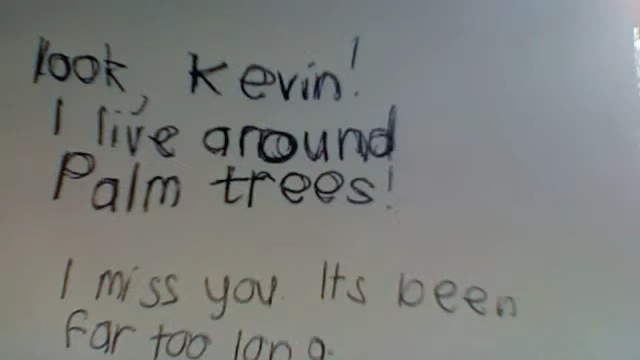 look, Kevin!
I live around
Palm trees!
I miss you. Its been
far too long.